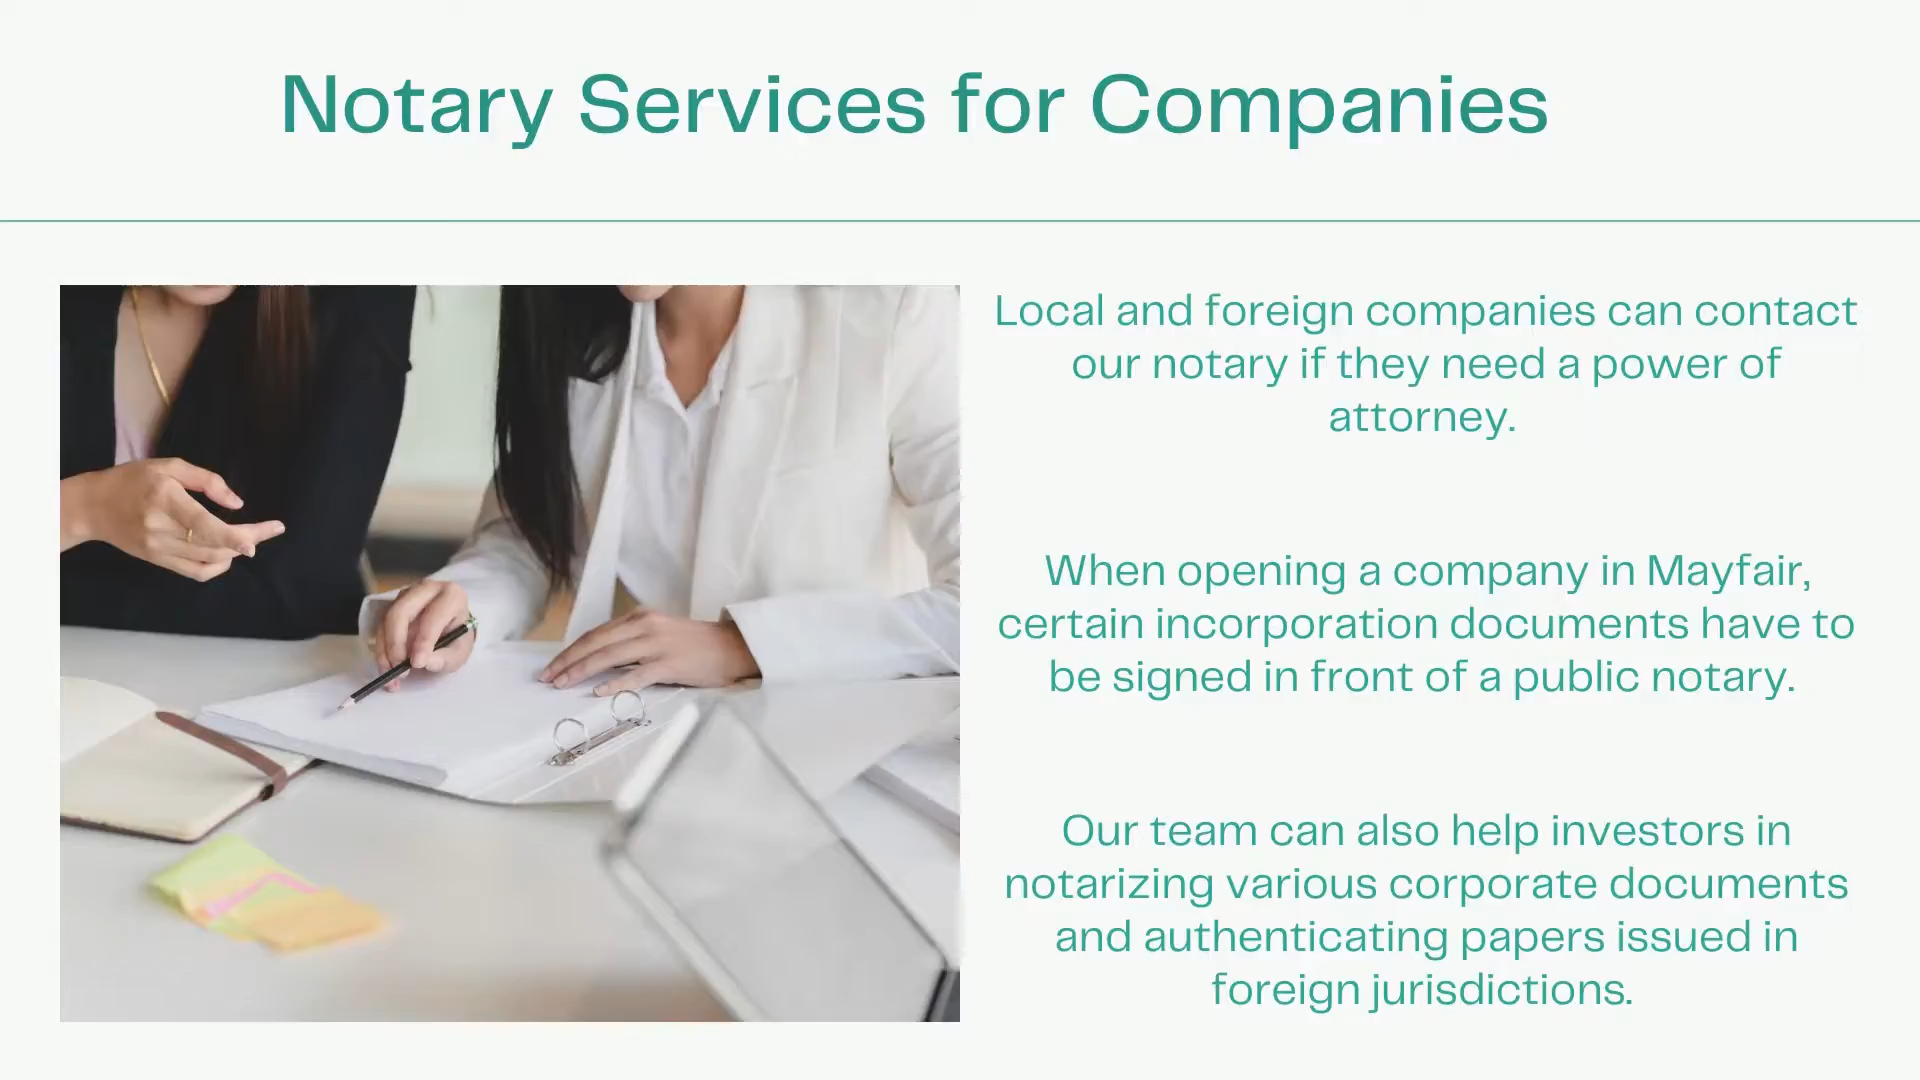 Notary Services for Companies
Local and foreign companies can contact
our notary if they need a power of
attorney.
When opening a company in Mayfair,
certain incorporation documents have to
be signed in front of a public notary.
Our team can also help investors in
notarizing various corporate documents
and authenticating papers issued in
foreign jurisdictions.